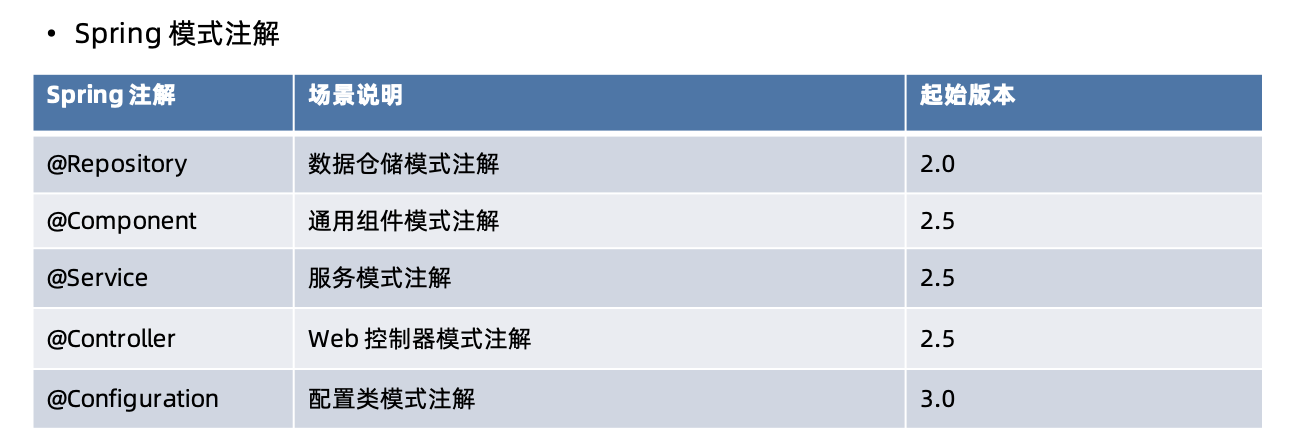 • Spring 模式注解
Spring 注解 场景说明 起始版本
@Repository 数据仓储模式注解 2.0
@Component 通用组件模式注解 2.5
@Service 服务模式注解 2.5
@Controller Web 控制器模式注解 2.5
@Configuration 配置类模式注解 3.0